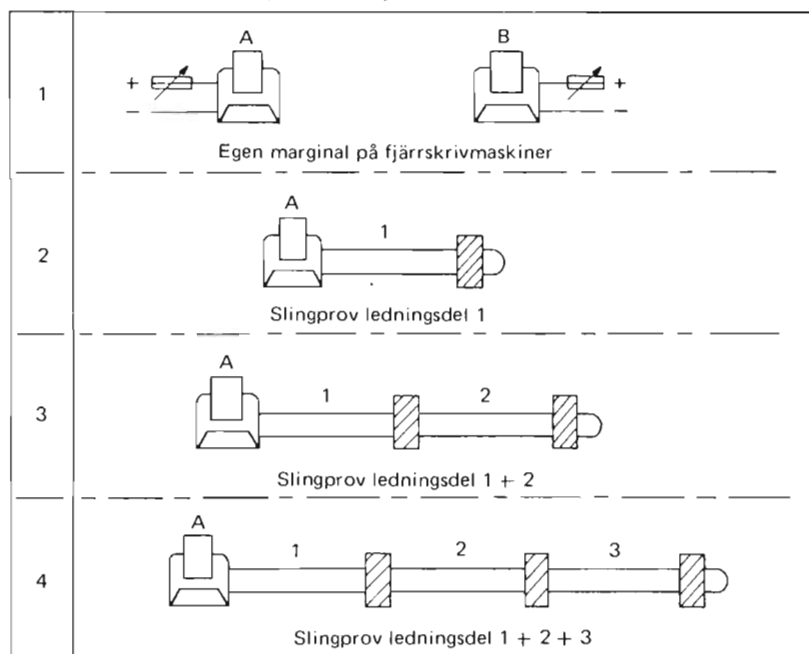 A B
1 + + 
— —
Egen marginal på fjärrskrivmaskiner
A
2 1
Slingprov ledningsdel 1
A
3 1 2
Slingprov ledningsdel 1 + 2
A
4 1 2 3
Slingprov ledningsdel 1 + 2 + 3